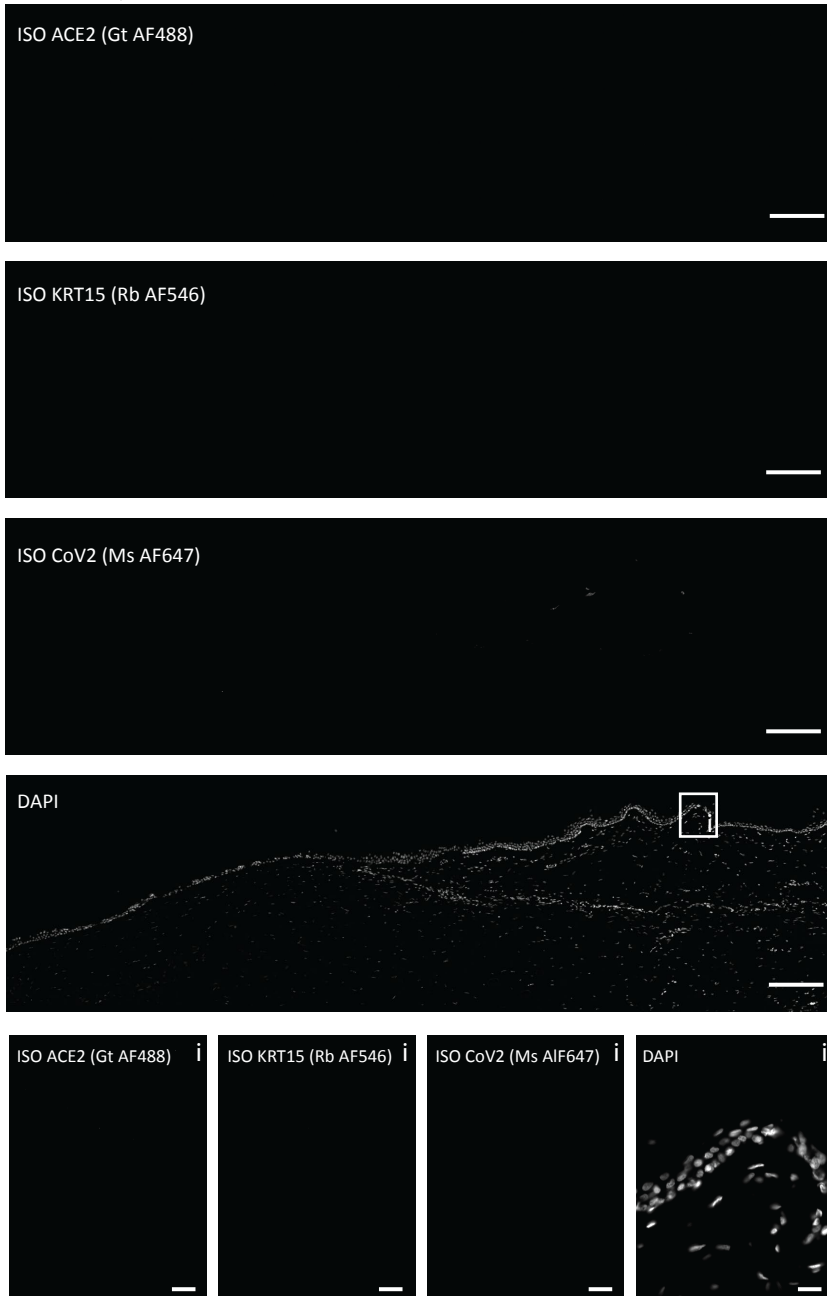 ISO ACE2 (Gt AF488)
ISO KRT15 (Rb AF546)
ISO CoV2 (Ms AF647)
DAPI
i
ISO ACE2 (Gt AF488) i
ISO KRT15 (Rb AF546) i
ISO CoV2 (Ms AlF647) i
DAPI i